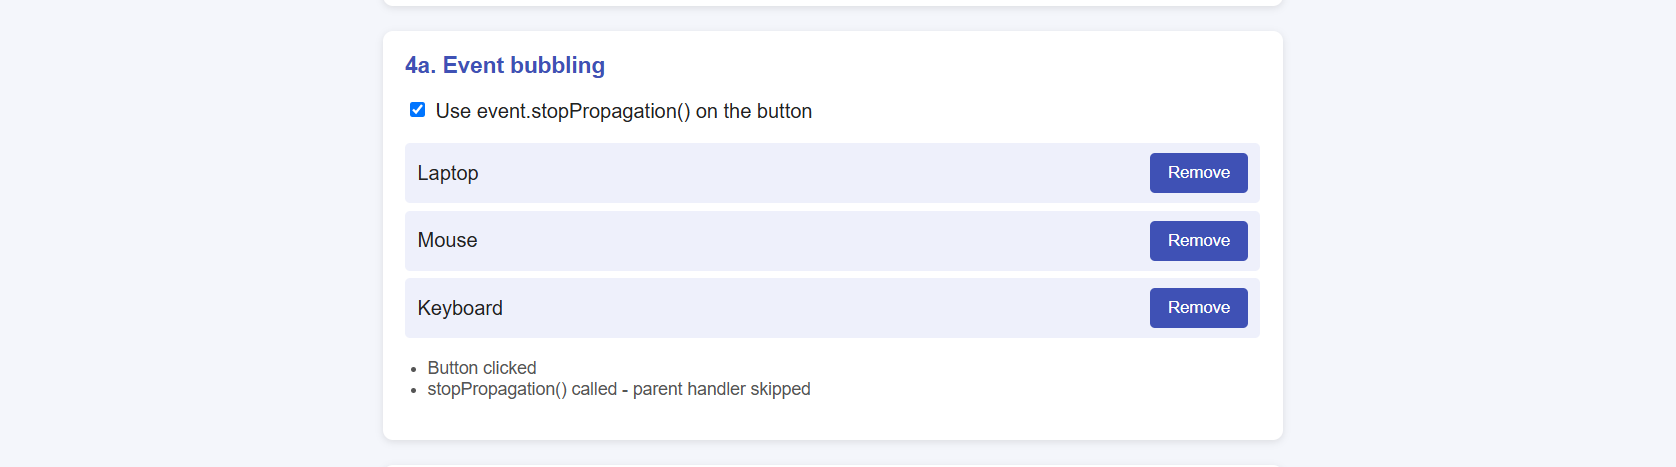 4a. Event bubbling
Use event.stopPropagation() on the button
Laptop
Remove
Mouse
Remove
Keyboard
Remove
Button clicked
stopPropagation() called - parent handler skipped